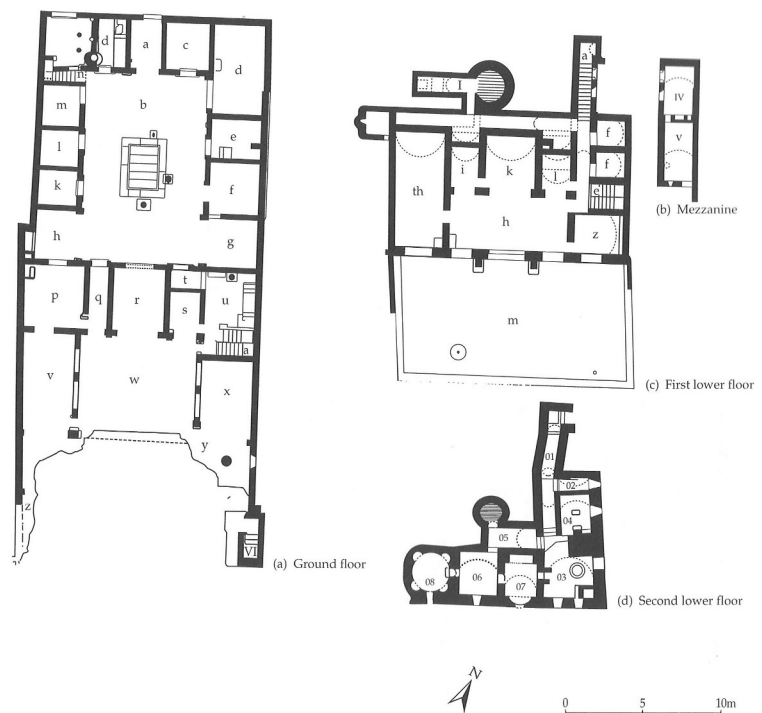 d
a
c
d
b
n
m
e
l
f
k
h
g
t
p
q
r
s
u
a
v
w
x
y
z
VI
(a) Ground floor
a
I
f
th
i
k
l
f
e
h
z
m
(c) First lower floor
IV
V
(b) Mezzanine
01
02
04
05
08
06
07
03
(d) Second lower floor
N
0 5 10m